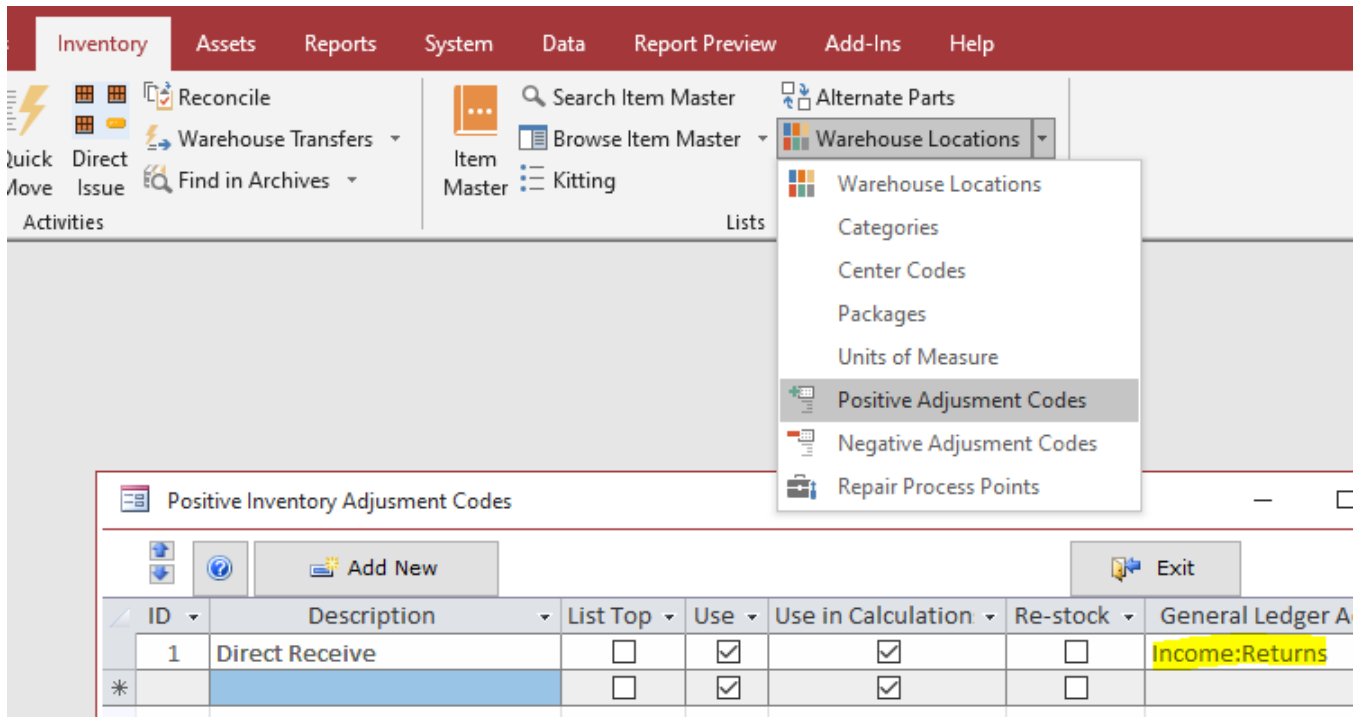 Inventory Assets Reports System Data Report Preview Add-Ins Help
Reconcile Search Item Master Alternate Parts
Warehouse Transfers Browse Item Master Warehouse Locations
Direct Item
Issue Find in Archives Master Kitting
Activities Lists
Warehouse Locations
Categories
Center Codes
Packages
Units of Measure
Positive Adjusment Codes
Negative Adjusment Codes
Repair Process Points
Positive Inventory Adjusment Codes
Add New Exit
ID Description List Top Use Use in Calculation Re-stock General Ledger
1 Direct Receive Income:Returns